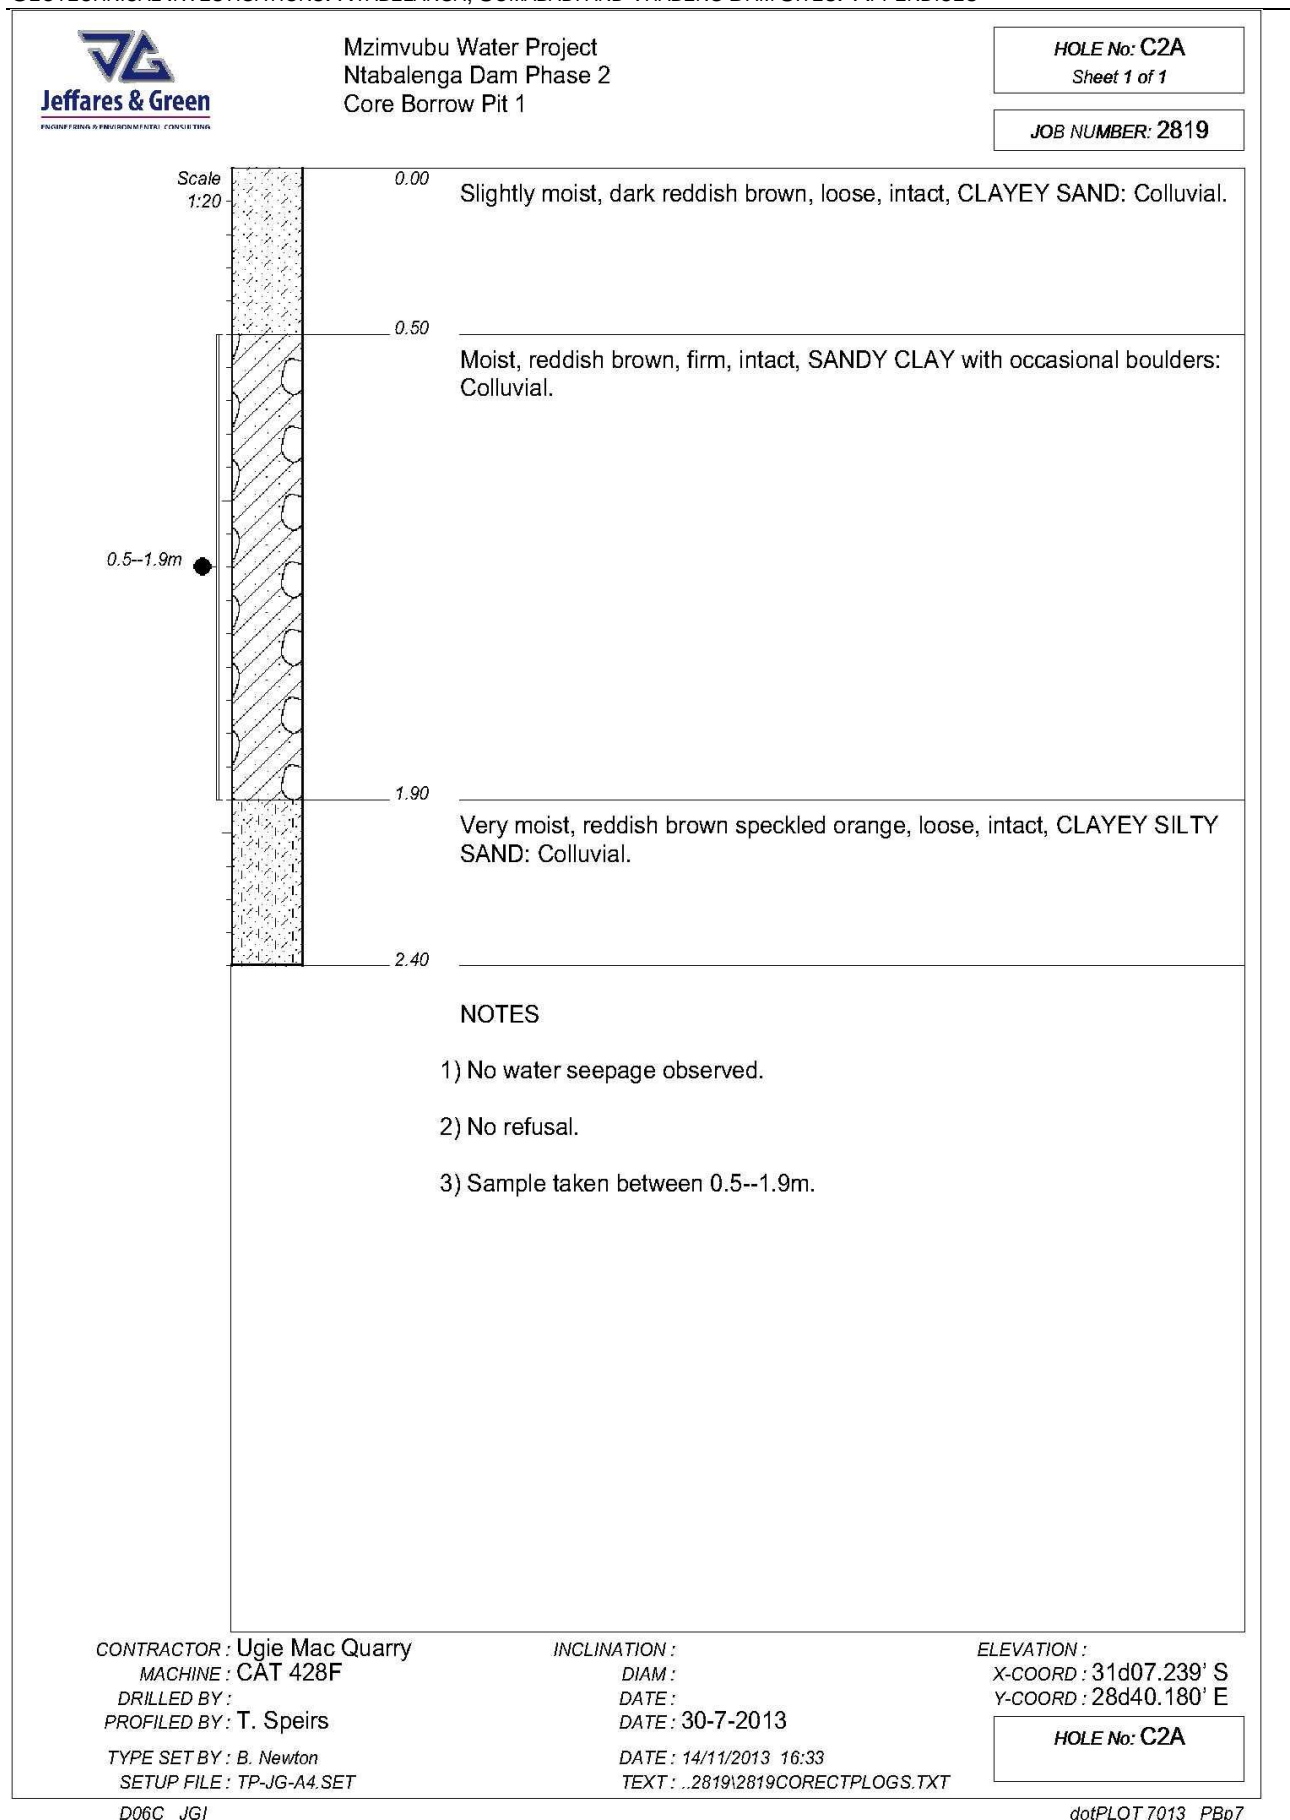 Jeffares & Green
ENGINEERING & ENVIRONMENTAL CONSULTING
Mzimvubu Water Project
Ntabalenga Dam Phase 2
Core Borrow Pit 1
HOLE No: C2A
Sheet 1 of 1
JOB NUMBER: 2819
Scale
1:20
0.00
Slightly moist, dark reddish brown, loose, intact, CLAYEY SAND: Colluvial.
0.50
Moist, reddish brown, firm, intact, SANDY CLAY with occasional boulders:
Colluvial.
0.5--1.9m
1.90
Very moist, reddish brown speckled orange, loose, intact, CLAYEY SILTY
SAND: Colluvial.
2.40
NOTES
1) No water seepage observed.
2) No refusal.
3) Sample taken between 0.5--1.9m.
CONTRACTOR : Ugie Mac Quarry
MACHINE : CAT 428F
DRILLED BY :
PROFILED BY : T. Speirs
TYPE SET BY : B. Newton
SETUP FILE : TP-JG-A4.SET
INCLINATION :
DIAM :
DATE :
DATE : 30-7-2013
DATE : 14/11/2013 16:33
TEXT : ..2819\2819CORECTPLOGS.TXT
ELEVATION :
X-COORD : 31d07.239' S
Y-COORD : 28d40.180' E
HOLE No: C2A
D06C JGI
dotPLOT 7013 PBp7